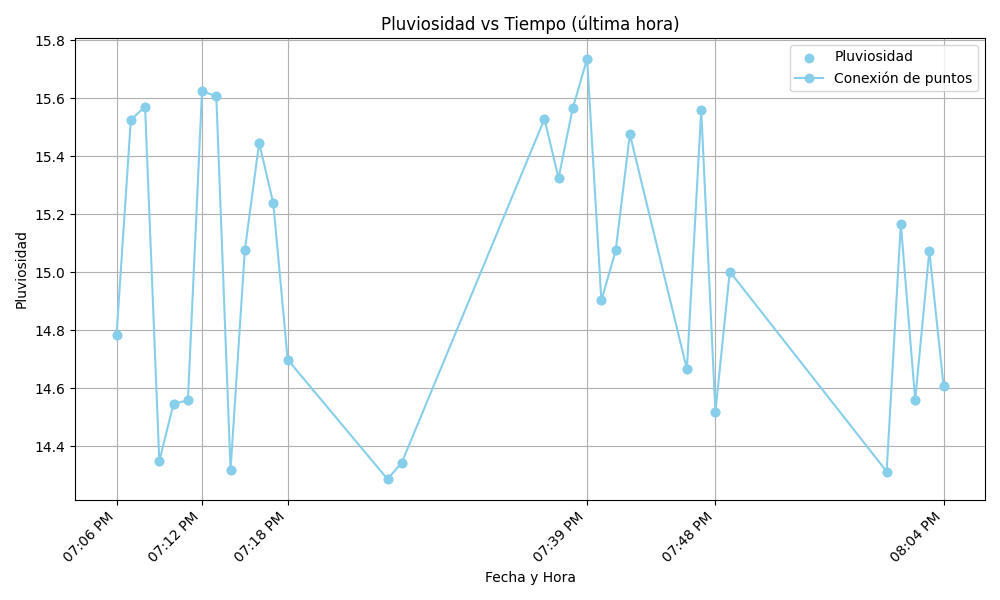 Pluviosidad vs Tiempo (última hora)
Pluviosidad
Conexión de puntos
Pluviosidad
15.8
15.6
15.4
15.2
15.0
14.8
14.6
14.4
07:06 PM
07:12 PM
07:18 PM
07:39 PM
07:48 PM
08:04 PM
Fecha y Hora